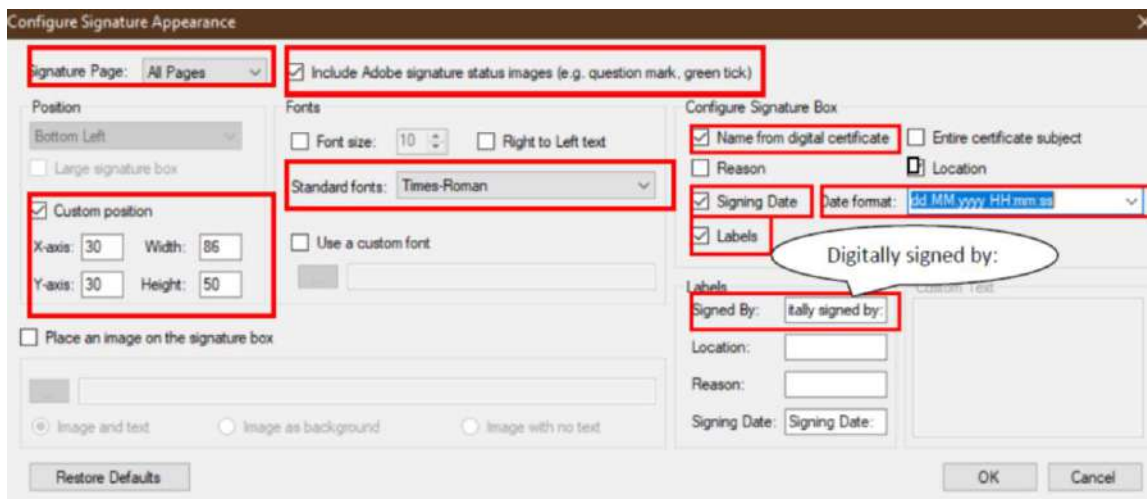 Configure Signature Appearance
Signature Page: All Pages
Include Adobe signature status images (e.g. question mark, green tick)
Position
Bottom Left
Large signature box
Custom position
X-axis: 30 Width: 86
Y-axis: 30 Height: 50
Fonts
Font size: 10 Right to Left text
Standard fonts: Times-Roman
Use a custom font
...
Configure Signature Box
Name from digital certificate Entire certificate subject
Reason Location
Signing Date Date format: dd.MM.yyyy HH:mm:ss
Labels
Digitally signed by:
Labels
Signed By: itally signed by:
Location:
Reason:
Signing Date: Signing Date:
Custom Text
Place an image on the signature box
...
Image and text Image as background Image with no text
Restore Defaults OK Cancel